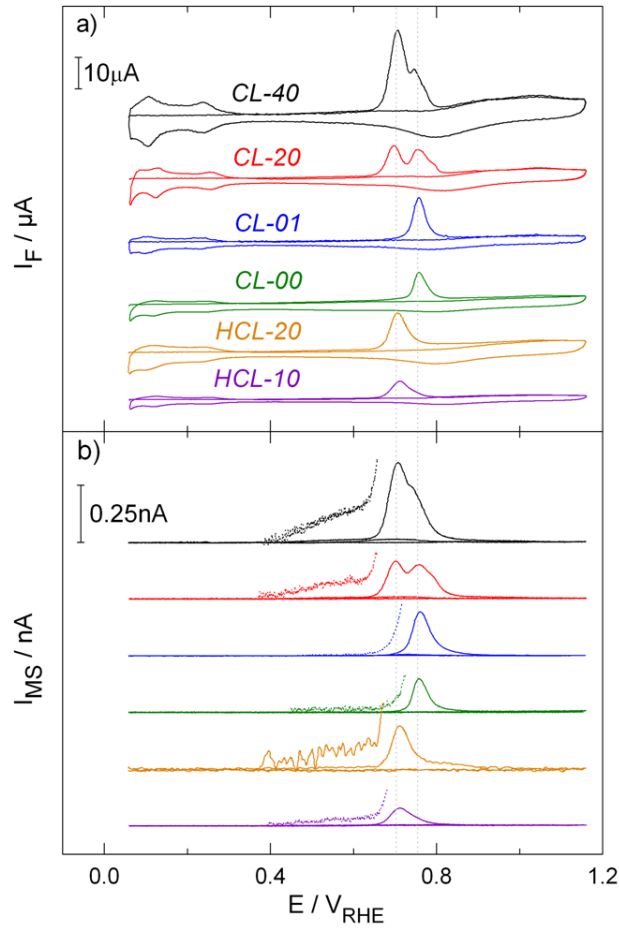 a)
10μA
CL-40
CL-20
CL-01
CL-00
HCL-20
HCL-10
I_F / μA
b)
0.25nA
I_MS / nA
0.0 0.4 0.8 1.2
E / V_RHE